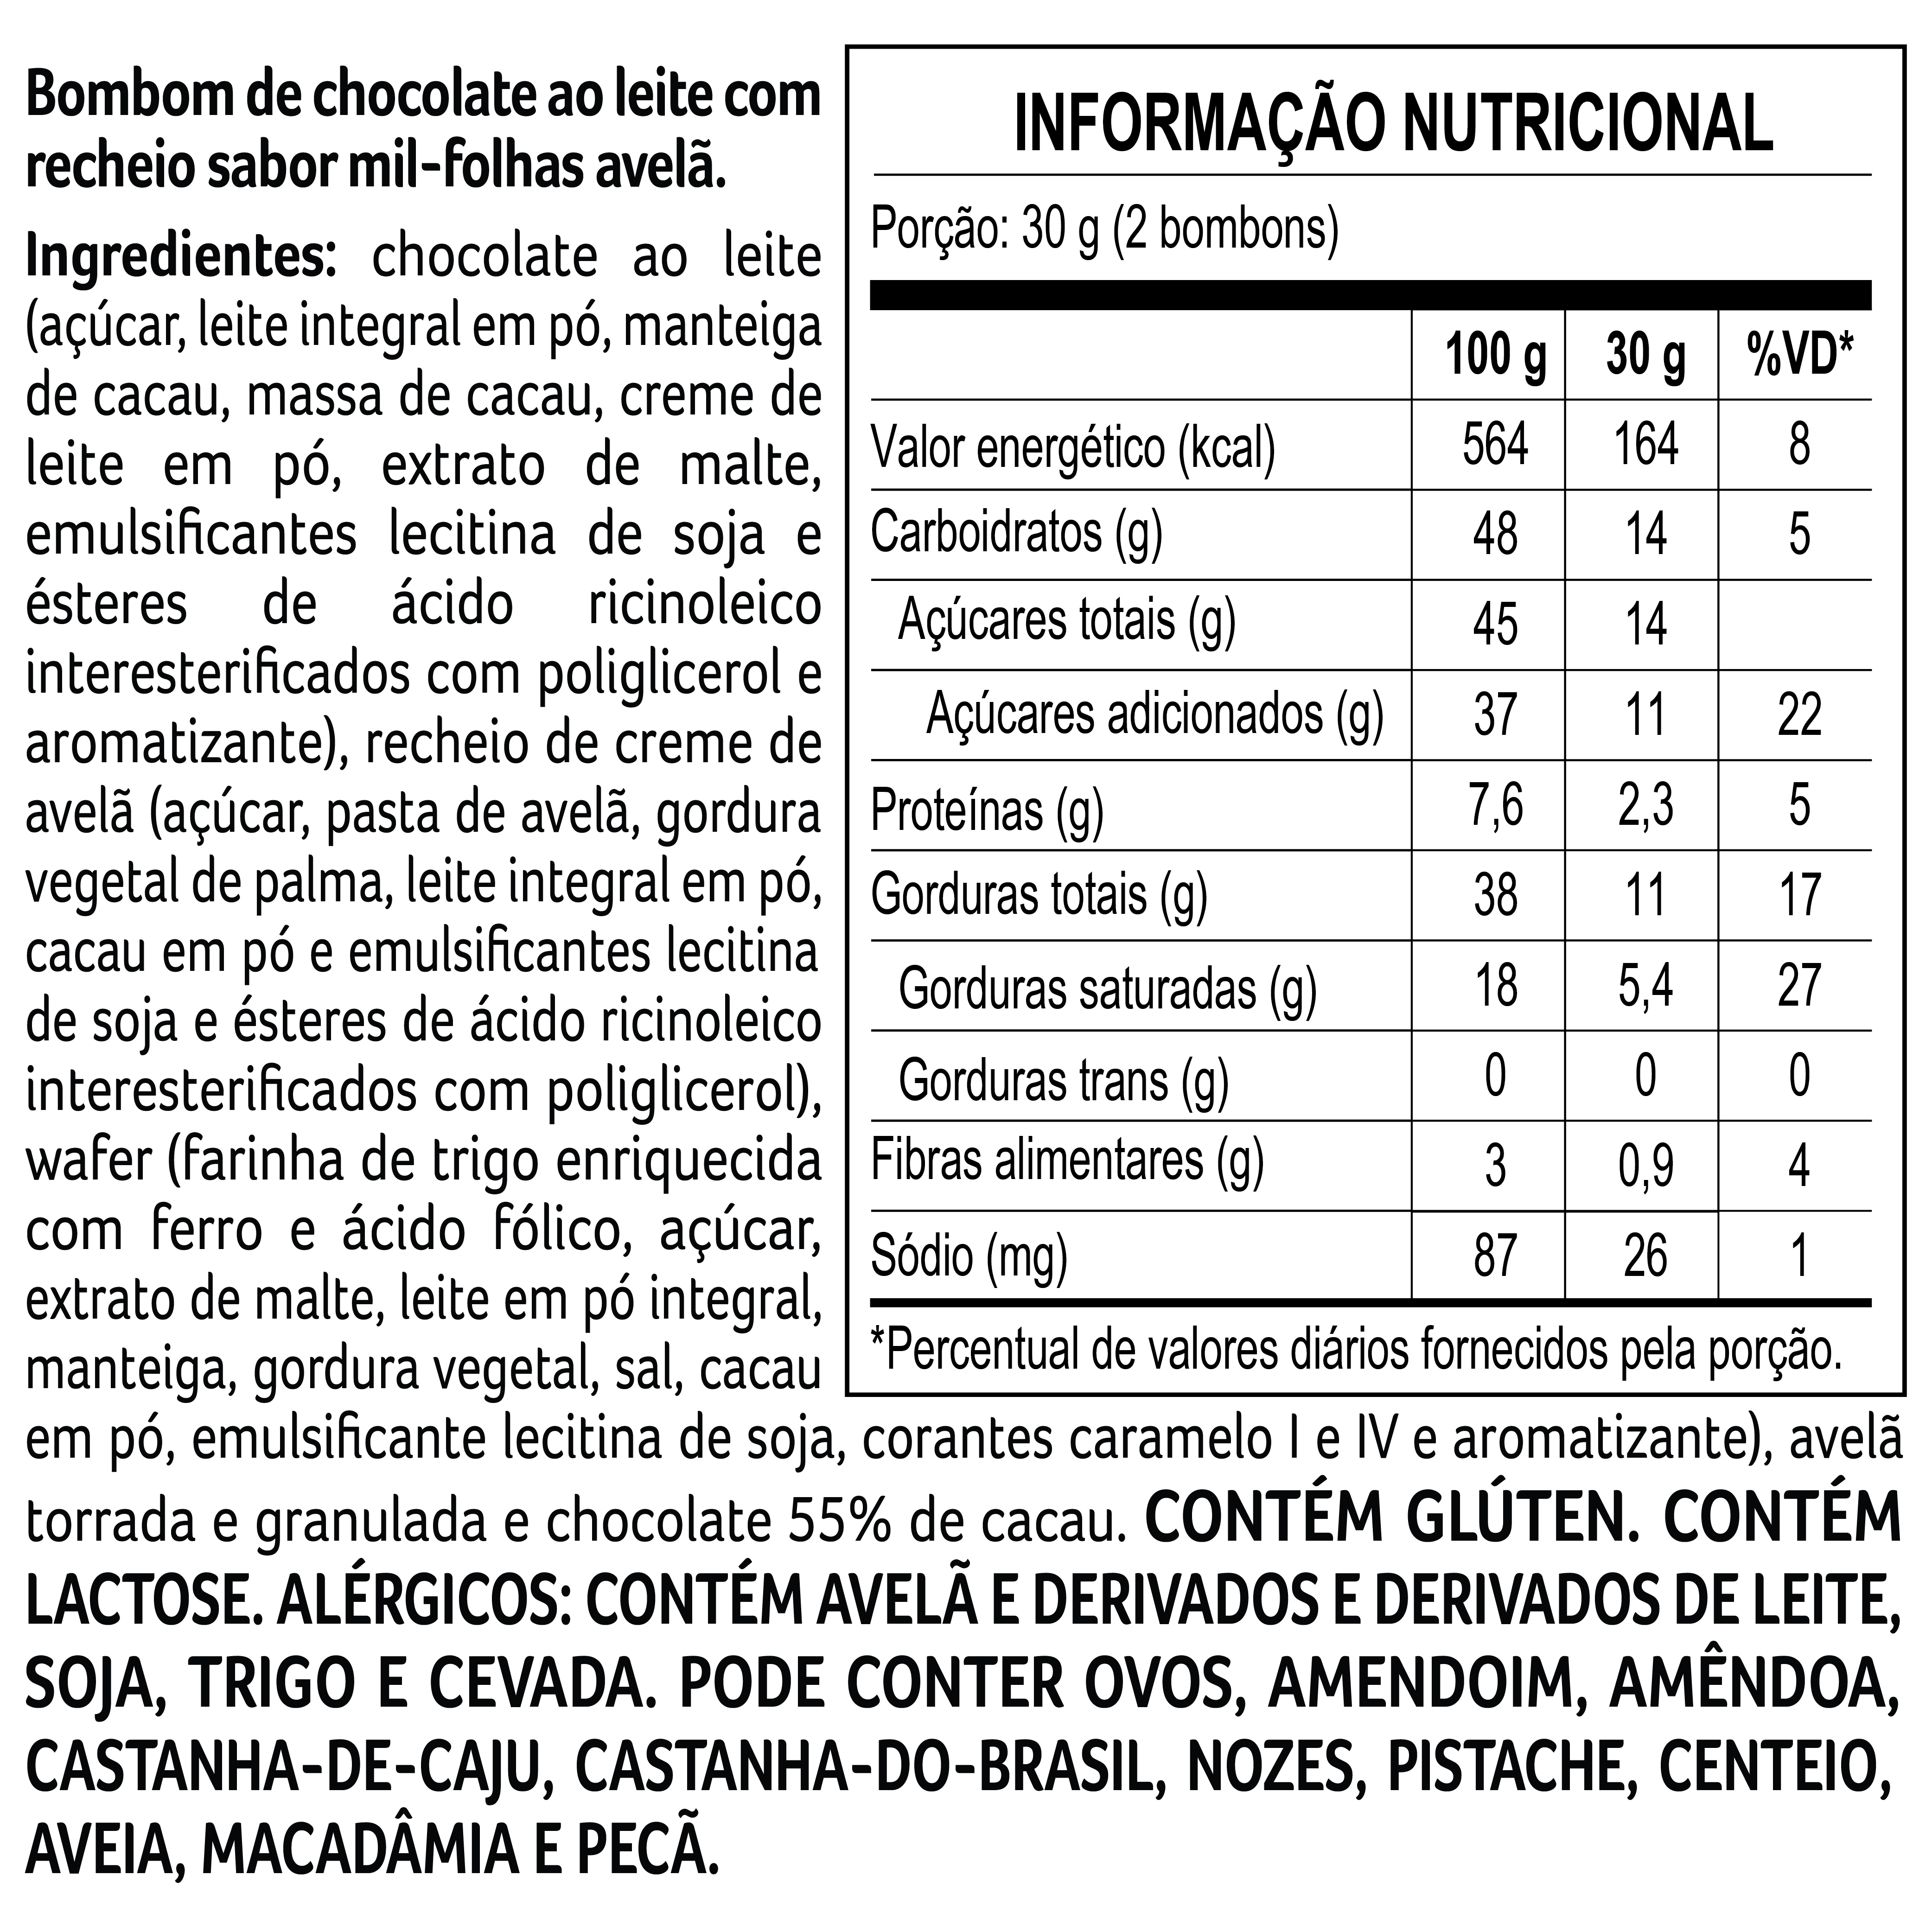 Bombom de chocolate ao leite com
recheio sabor mil-folhas avelã.
Ingredientes: chocolate ao leite
(açúcar, leite integral em pó, manteiga
de cacau, massa de cacau, creme de
leite em pó, extrato de malte,
emulsificantes lecitina de soja e
ésteres de ácido ricinoleico
interesterificados com poliglicerol e
aromatizante), recheio de creme de
avelã (açúcar, pasta de avelã, gordura
vegetal de palma, leite integral em pó,
cacau em pó e emulsificantes lecitina
de soja e ésteres de ácido ricinoleico
interesterificados com poliglicerol),
wafer (farinha de trigo enriquecida
com ferro e ácido fólico, açúcar,
extrato de malte, leite em pó integral,
manteiga, gordura vegetal, sal, cacau
em pó, emulsificante lecitina de soja, corantes caramelo I e IV e aromatizante), avelã
torrada e granulada e chocolate 55% de cacau. CONTÉM GLÚTEN. CONTÉM
LACTOSE. ALÉRGICOS: CONTÉM AVELÃ E DERIVADOS E DERIVADOS DE LEITE,
SOJA, TRIGO E CEVADA. PODE CONTER OVOS, AMENDOIM, AMÊNDOA,
CASTANHA-DE-CAJU, CASTANHA-DO-BRASIL, NOZES, PISTACHE, CENTEIO,
AVEIA, MACADÂMIA E PECÃ.
INFORMAÇÃO NUTRICIONAL
Porção: 30 g (2 bombons)
100 g 30 g %VD*
Valor energético (kcal) 564 164 8
Carboidratos (g) 48 14 5
Açúcares totais (g) 45 14
Açúcares adicionados (g) 37 11 22
Proteínas (g) 7,6 2,3 5
Gorduras totais (g) 38 11 17
Gorduras saturadas (g) 18 5,4 27
Gorduras trans (g) 0 0 0
Fibras alimentares (g) 3 0,9 4
Sódio (mg) 87 26 1
*Percentual de valores diários fornecidos pela porção.